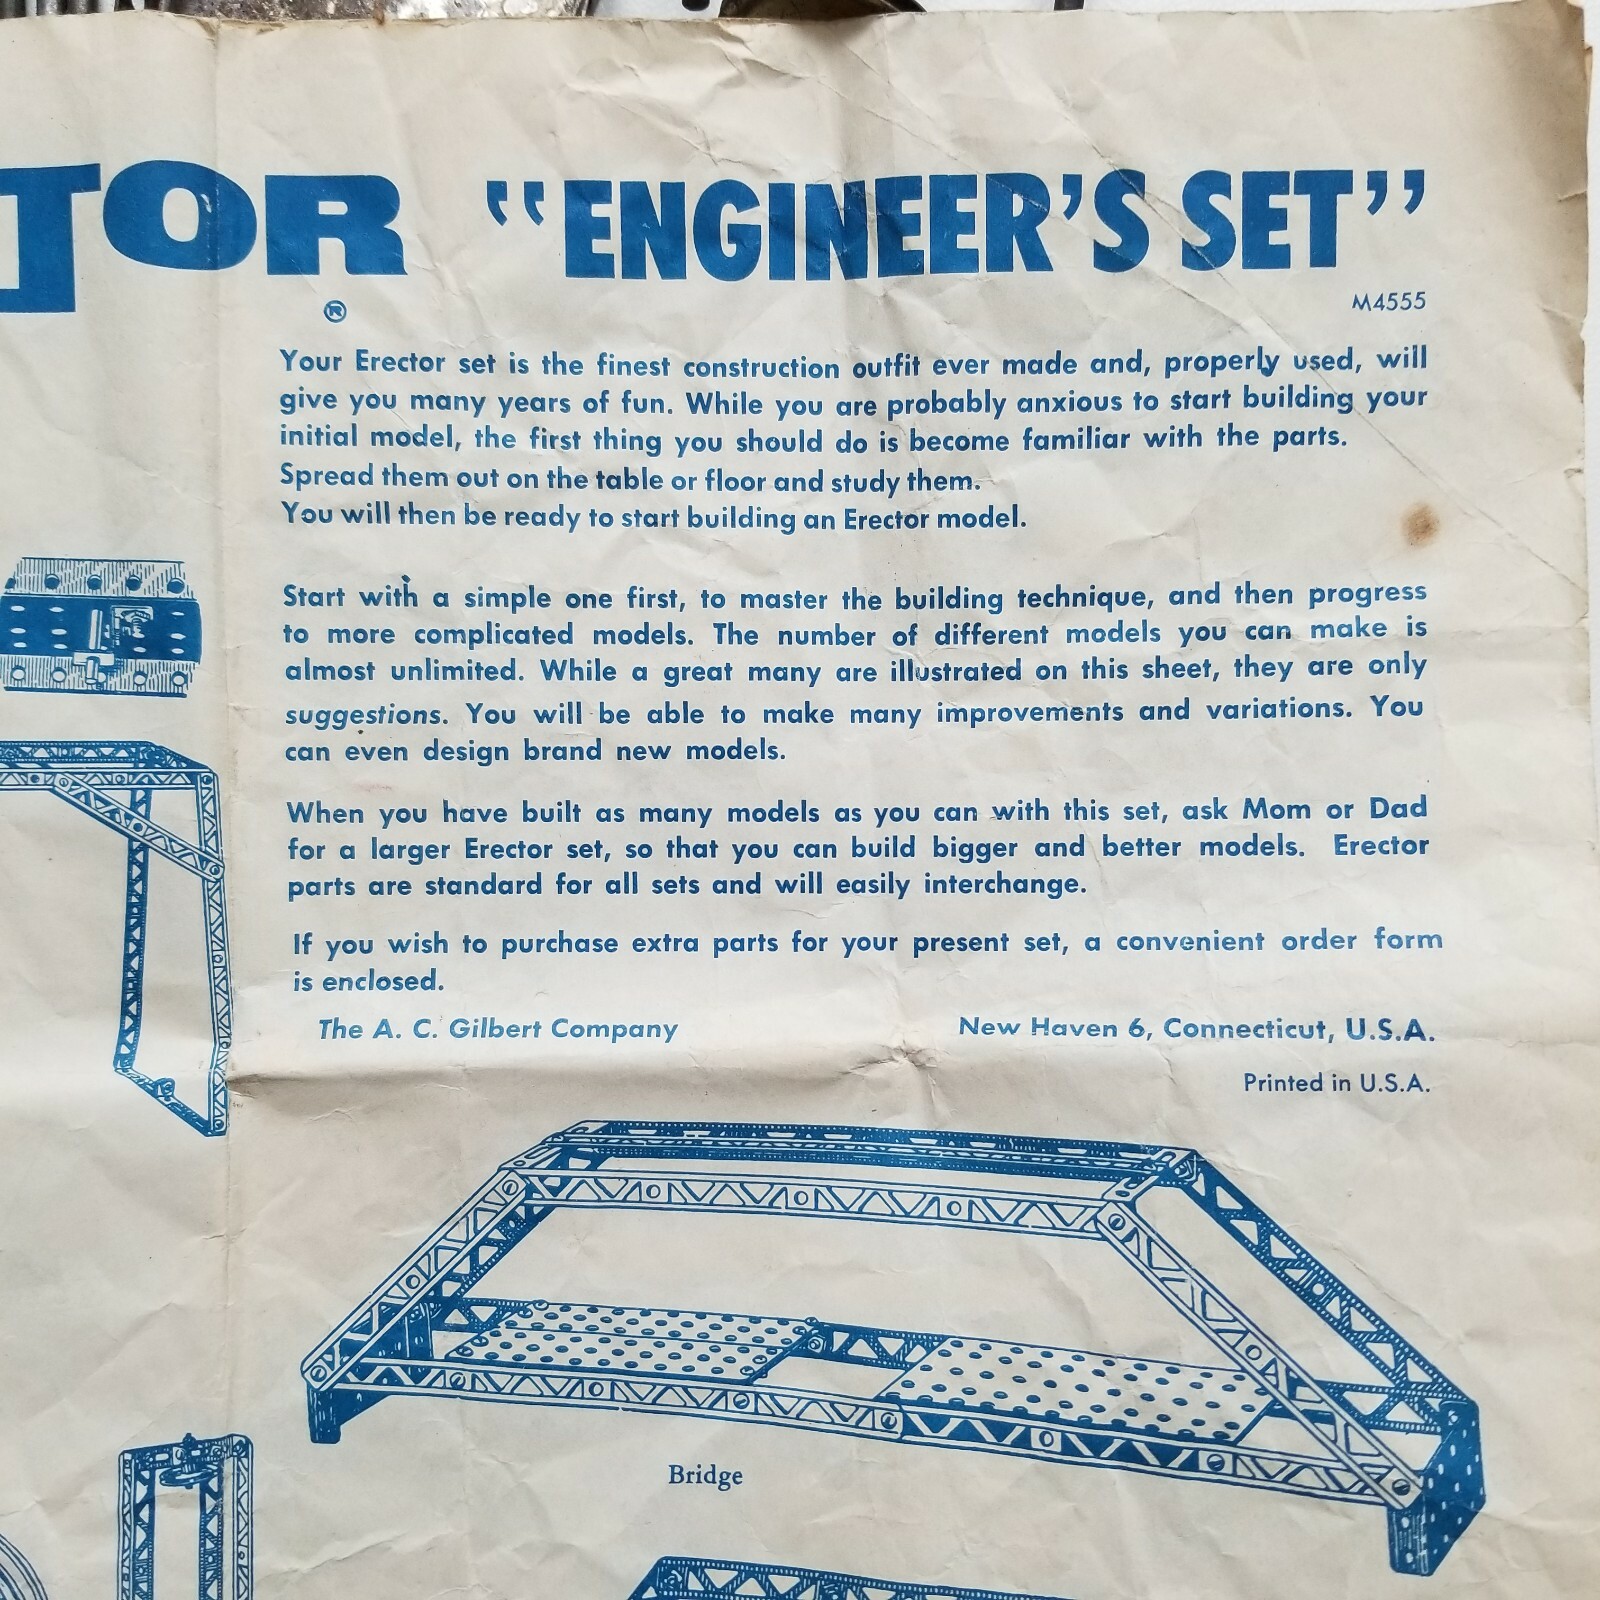 TOR "ENGINEER'S SET"
®
M4555
Your Erector set is the finest construction outfit ever made and, properly used, will
give you many years of fun. While you are probably anxious to start building your
initial model, the first thing you should do is become familiar with the parts.
Spread them out on the table or floor and study them.
You will then be ready to start building an Erector model.
Start with a simple one first, to master the building technique, and then progress
to more complicated models. The number of different models you can make is
almost unlimited. While a great many are illustrated on this sheet, they are only
suggestions. You will be able to make many improvements and variations. You
can even design brand new models.
When you have built as many models as you can with this set, ask Mom or Dad
for a larger Erector set, so that you can build bigger and better models. Erector
parts are standard for all sets and will easily interchange.
If you wish to purchase extra parts for your present set, a convenient order form
is enclosed.
The A. C. Gilbert Company New Haven 6, Connecticut, U.S.A.
Printed in U.S.A.
Bridge